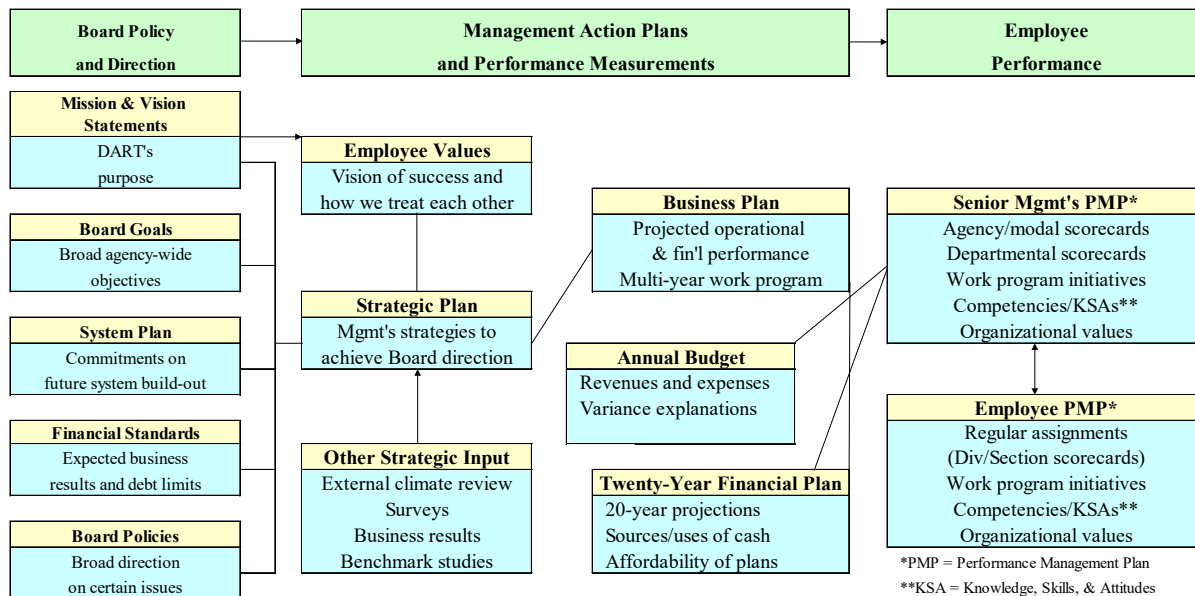 Board Policy
and Direction
Management Action Plans
and Performance Measurements
Employee
Performance
Mission & Vision
Statements
DART's
purpose
Board Goals
Broad agency-wide
objectives
System Plan
Commitments on
future system build-out
Financial Standards
Expected business
results and debt limits
Board Policies
Broad direction
on certain issues
Employee Values
Vision of success and
how we treat each other
Strategic Plan
Mgmt's strategies to
achieve Board direction
Other Strategic Input
External climate review
Surveys
Business results
Benchmark studies
Business Plan
Projected operational
& fin'l performance
Multi-year work program
Annual Budget
Revenues and expenses
Variance explanations
Twenty-Year Financial Plan
20-year projections
Sources/uses of cash
Affordability of plans
Senior Mgmt's PMP*
Agency/modal scorecards
Departmental scorecards
Work program initiatives
Competencies/KSAs**
Organizational values
Employee PMP*
Regular assignments
(Div/Section scorecards)
Work program initiatives
Competencies/KSAs**
Organizational values
*PMP = Performance Management Plan
**KSA = Knowledge, Skills, & Attitudes